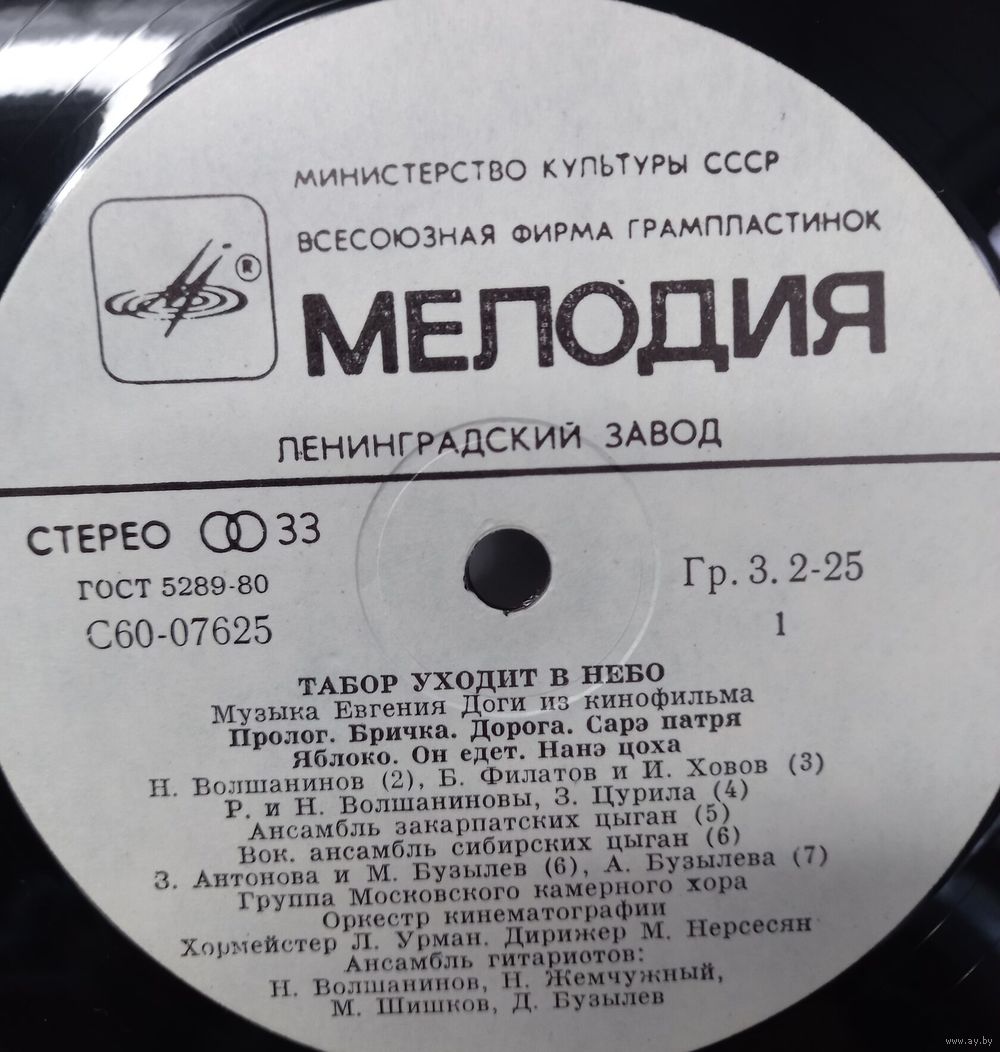 МИНИСТЕРСТВО КУЛЬТУРЫ СССР
ВСЕСОЮЗНАЯ ФИРМА ГРАМПЛАСТИНОК
®
МЕЛОДИЯ
ЛЕНИНГРАДСКИЙ ЗАВОД
СТЕРЕО 33
ГОСТ 5289-80
С60-07625
Гр. 3. 2-25
1
ТАБОР УХОДИТ В НЕБО
Музыка Евгения Доги из кинофильма
Пролог. Бричка. Дорога. Сарэ патря
Яблоко. Он едет. Нанэ цоха
Н. Волшанинов (2), Б. Филатов и И. Ховов (3)
Р. и Н. Волшаниновы, З. Цурила (4)
Ансамбль закарпатских цыган (5)
Вок. ансамбль сибирских цыган (6)
З. Антонова и М. Бузылев (6), А. Бузылева (7)
Группа Московского камерного хора
Оркестр кинематографии
Хормейстер Л. Урман. Дирижер М. Нерсесян
Ансамбль гитаристов:
Н. Волшанинов, Н. Жемчужный,
М. Шишков, Д. Бузылев
www.ay.by